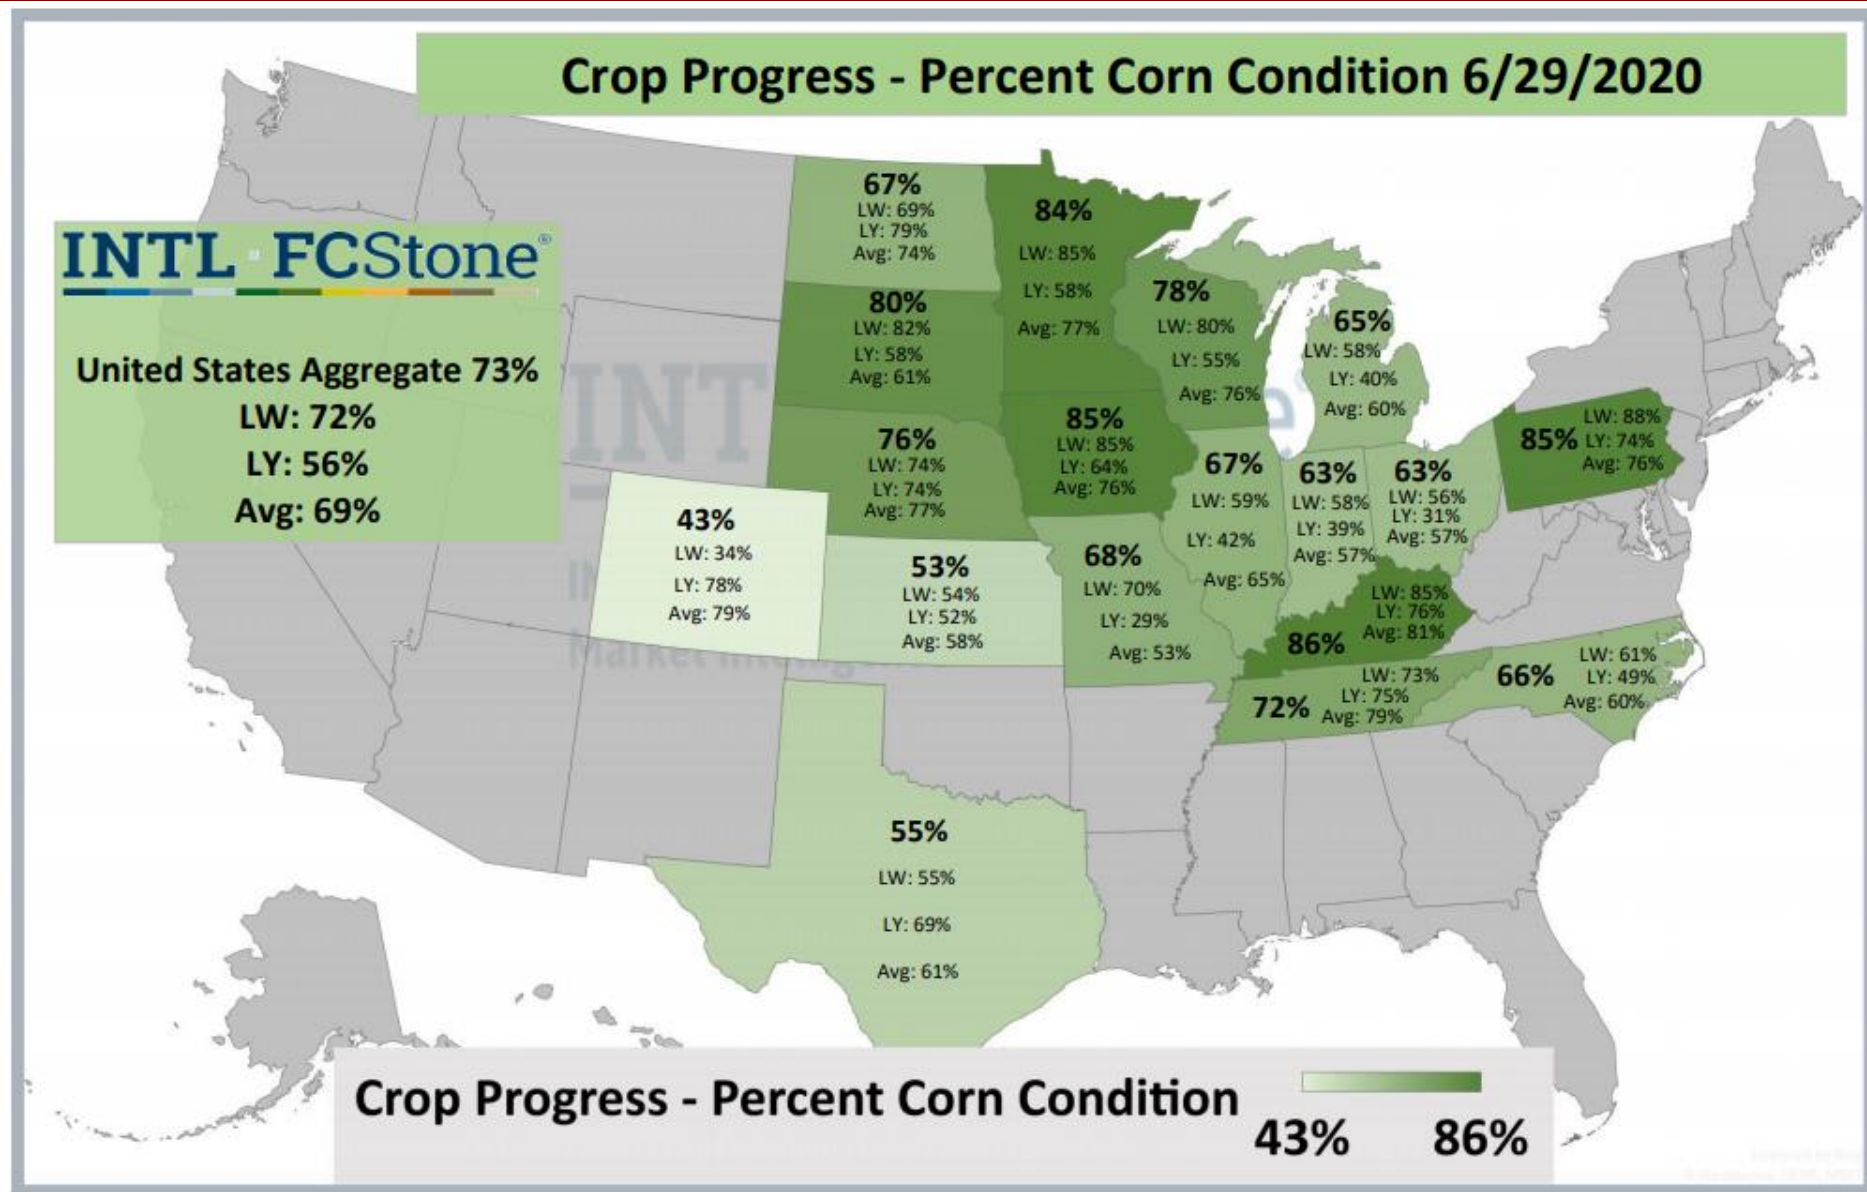 Crop Progress - Percent Corn Condition 6/29/2020
INTL FCStone®
United States Aggregate 73%
LW: 72%
LY: 56%
Avg: 69%
67%
LW: 69%
LY: 79%
Avg: 74%
84%
LW: 85%
LY: 58%
Avg: 77%
80%
LW: 82%
LY: 58%
Avg: 61%
78%
LW: 80%
LY: 55%
Avg: 76%
65%
LW: 58%
LY: 40%
Avg: 60%
76%
LW: 74%
LY: 74%
Avg: 77%
85%
LW: 85%
LY: 64%
Avg: 76%
67%
LW: 59%
LY: 42%
Avg: 65%
63%
LW: 58%
LY: 39%
Avg: 57%
63%
LW: 56%
LY: 31%
Avg: 57%
85%
LW: 88%
LY: 74%
Avg: 76%
43%
LW: 34%
LY: 78%
Avg: 79%
53%
LW: 54%
LY: 52%
Avg: 58%
68%
LW: 70%
LY: 29%
Avg: 53%
86%
LW: 85%
LY: 76%
Avg: 81%
72%
LW: 73%
LY: 75%
Avg: 79%
66%
LW: 61%
LY: 49%
Avg: 60%
55%
LW: 55%
LY: 69%
Avg: 61%
Crop Progress - Percent Corn Condition
43% 86%